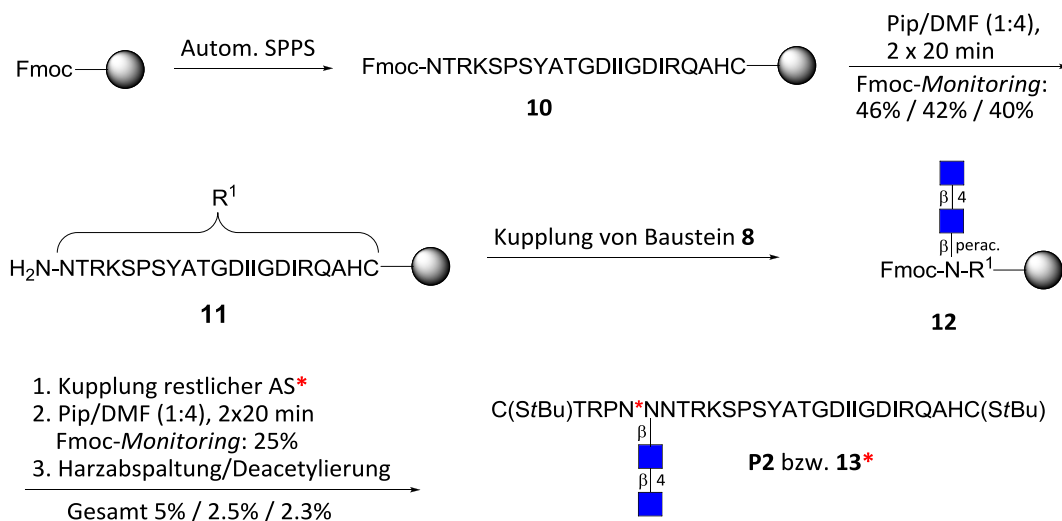 Fmoc
Autom. SPPS
Fmoc-NTRKSPSYATGDIIGDIRQAHC
10
Pip/DMF (1:4),
2 x 20 min
Fmoc-Monitoring:
46% / 42% / 40%
R¹
H₂N-NTRKSPSYATGDIIGDIRQAHC
11
Kupplung von Baustein 8
β 4
β perac.
Fmoc-N-R¹
12
1. Kupplung restlicher AS*
2. Pip/DMF (1:4), 2x20 min
Fmoc-Monitoring: 25%
3. Harzabspaltung/Deacetylierung
Gesamt 5% / 2.5% / 2.3%
C(StBu)TRPN*NNTRKSPSYATGDIIGDIRQAHC(StBu)
β
β 4
P2 bzw. 13*